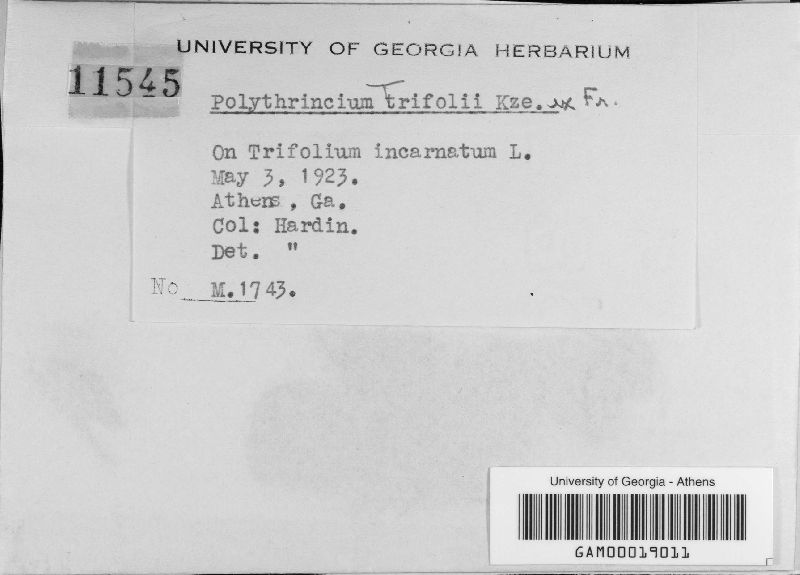 UNIVERSITY OF GEORGIA HERBARIUM
11545
Polythrincium Trifolii Kze. ex Fr.
On Trifolium incarnatum L.
May 3, 1923.
Athens, Ga.
Col: Hardin.
Det. "
No M.1743.
University of Georgia - Athens
GAM00019011